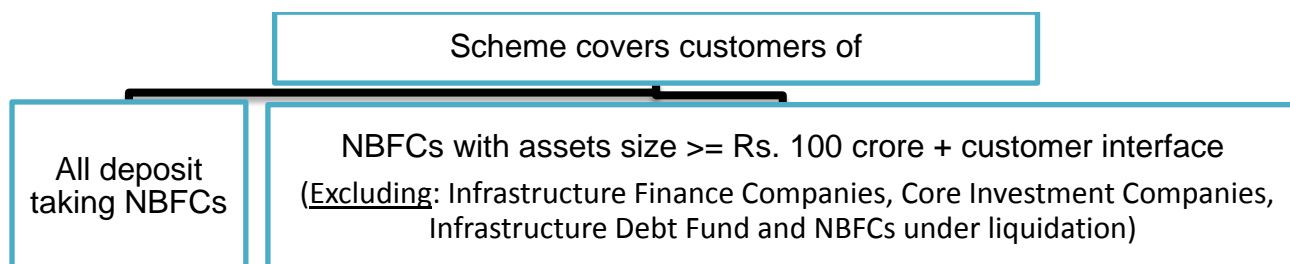 Scheme covers customers of
All deposit
taking NBFCs
NBFCs with assets size >= Rs. 100 crore + customer interface
(Excluding: Infrastructure Finance Companies, Core Investment Companies,
Infrastructure Debt Fund and NBFCs under liquidation)